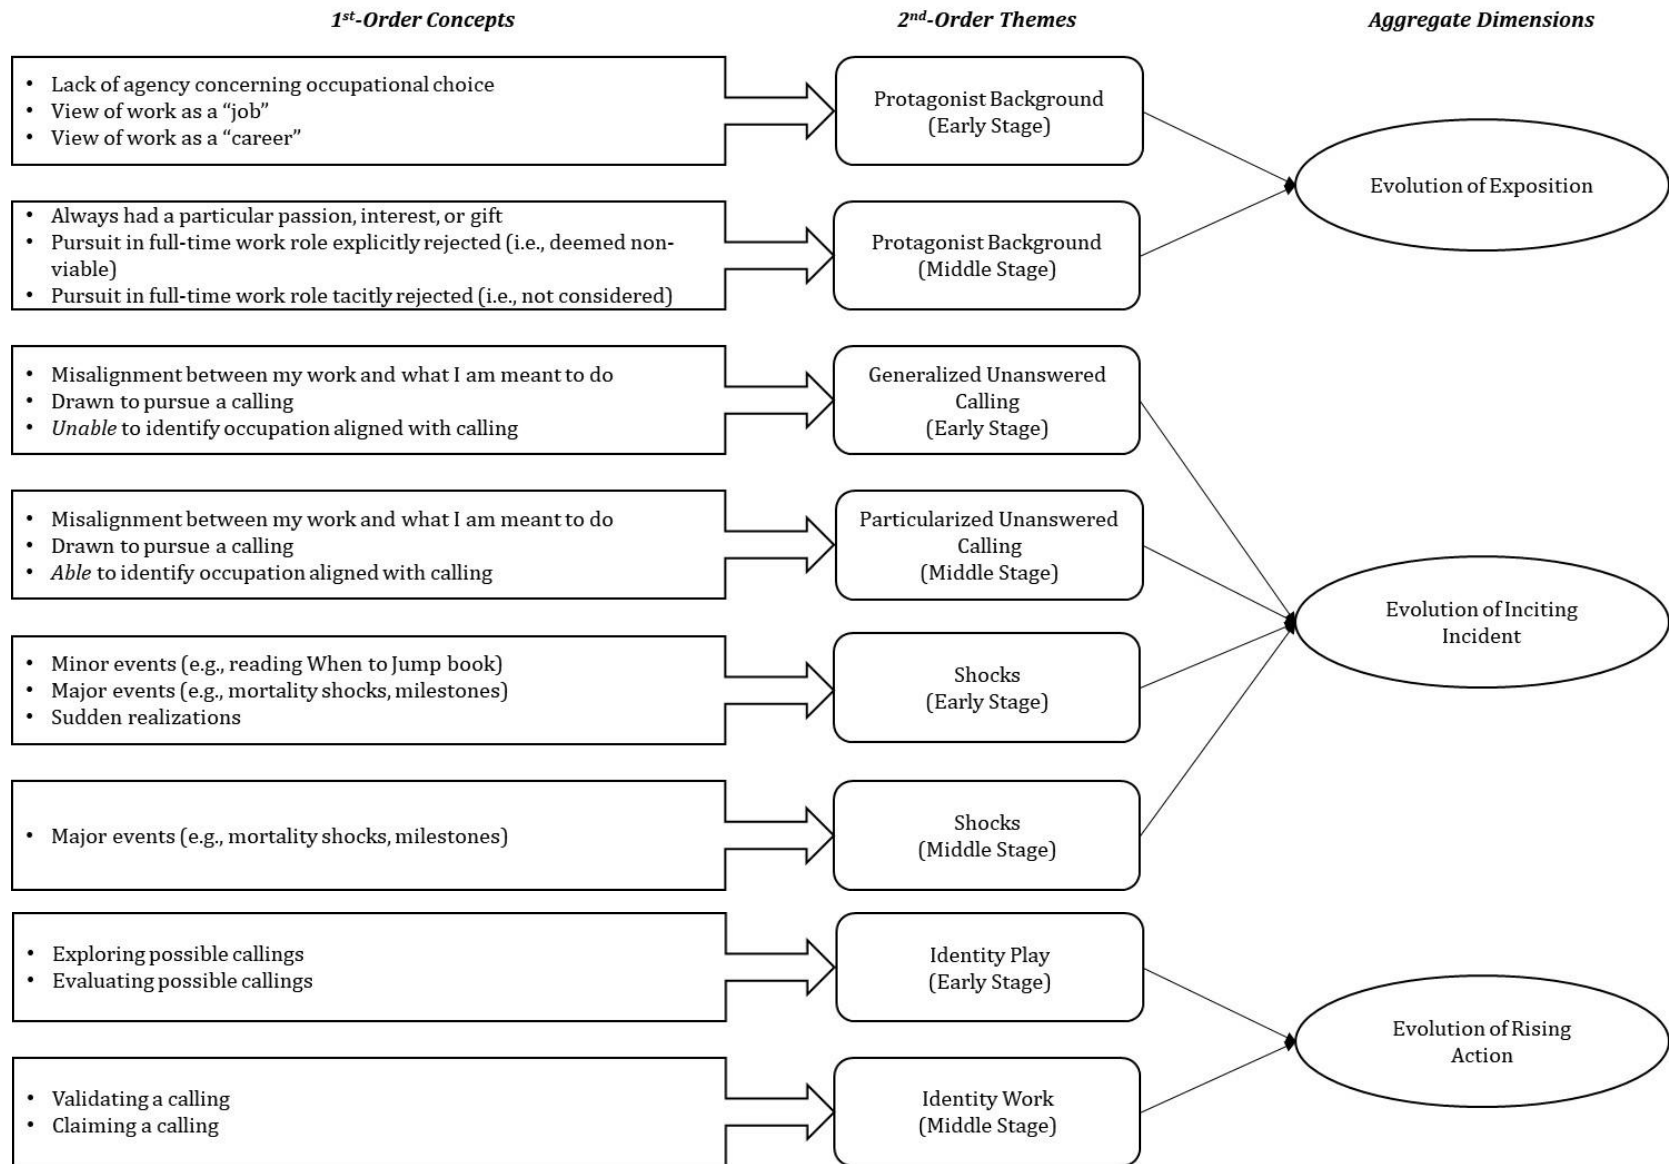 1st-Order Concepts
2nd-Order Themes
Aggregate Dimensions
• Lack of agency concerning occupational choice
• View of work as a “job”
• View of work as a “career”
Protagonist Background
(Early Stage)
• Always had a particular passion, interest, or gift
• Pursuit in full-time work role explicitly rejected (i.e., deemed non-
viable)
• Pursuit in full-time work role tacitly rejected (i.e., not considered)
Protagonist Background
(Middle Stage)
Evolution of Exposition
• Misalignment between my work and what I am meant to do
• Drawn to pursue a calling
• Unable to identify occupation aligned with calling
Generalized Unanswered
Calling
(Early Stage)
• Misalignment between my work and what I am meant to do
• Drawn to pursue a calling
• Able to identify occupation aligned with calling
Particularized Unanswered
Calling
(Middle Stage)
• Minor events (e.g., reading When to Jump book)
• Major events (e.g., mortality shocks, milestones)
• Sudden realizations
Shocks
(Early Stage)
• Major events (e.g., mortality shocks, milestones)
Shocks
(Middle Stage)
Evolution of Inciting
Incident
• Exploring possible callings
• Evaluating possible callings
Identity Play
(Early Stage)
• Validating a calling
• Claiming a calling
Identity Work
(Middle Stage)
Evolution of Rising
Action